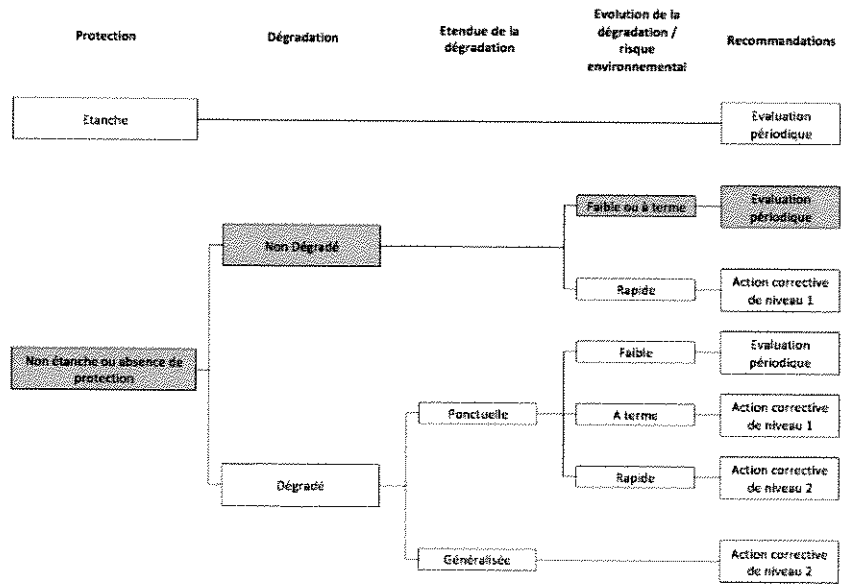 Protection
Dégradation
Etendue de la
dégradation
Evolution de la
dégradation /
risque
environnemental
Recommandations
Etanche
Evaluation
périodique
Faible ou à terme
Evaluation
périodique
Non Dégradé
Rapide
Action corrective
de niveau 1
Non étanche ou absence de
protection
Faible
Evaluation
périodique
Ponctuelle
A terme
Action corrective
de niveau 1
Dégradé
Rapide
Action corrective
de niveau 2
Généralisée
Action corrective
de niveau 2